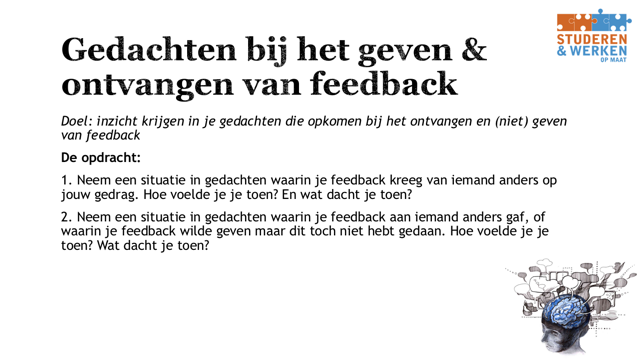 STUDEREN
& WERKEN
OP MAAT
Gedachten bij het geven &
ontvangen van feedback
Doel: inzicht krijgen in je gedachten die opkomen bij het ontvangen en (niet) geven
van feedback
De opdracht:
1. Neem een situatie in gedachten waarin je feedback kreeg van iemand anders op
jouw gedrag. Hoe voelde je je toen? En wat dacht je toen?
2. Neem een situatie in gedachten waarin je feedback aan iemand anders gaf, of
waarin je feedback wilde geven maar dit toch niet hebt gedaan. Hoe voelde je je
toen? Wat dacht je toen?